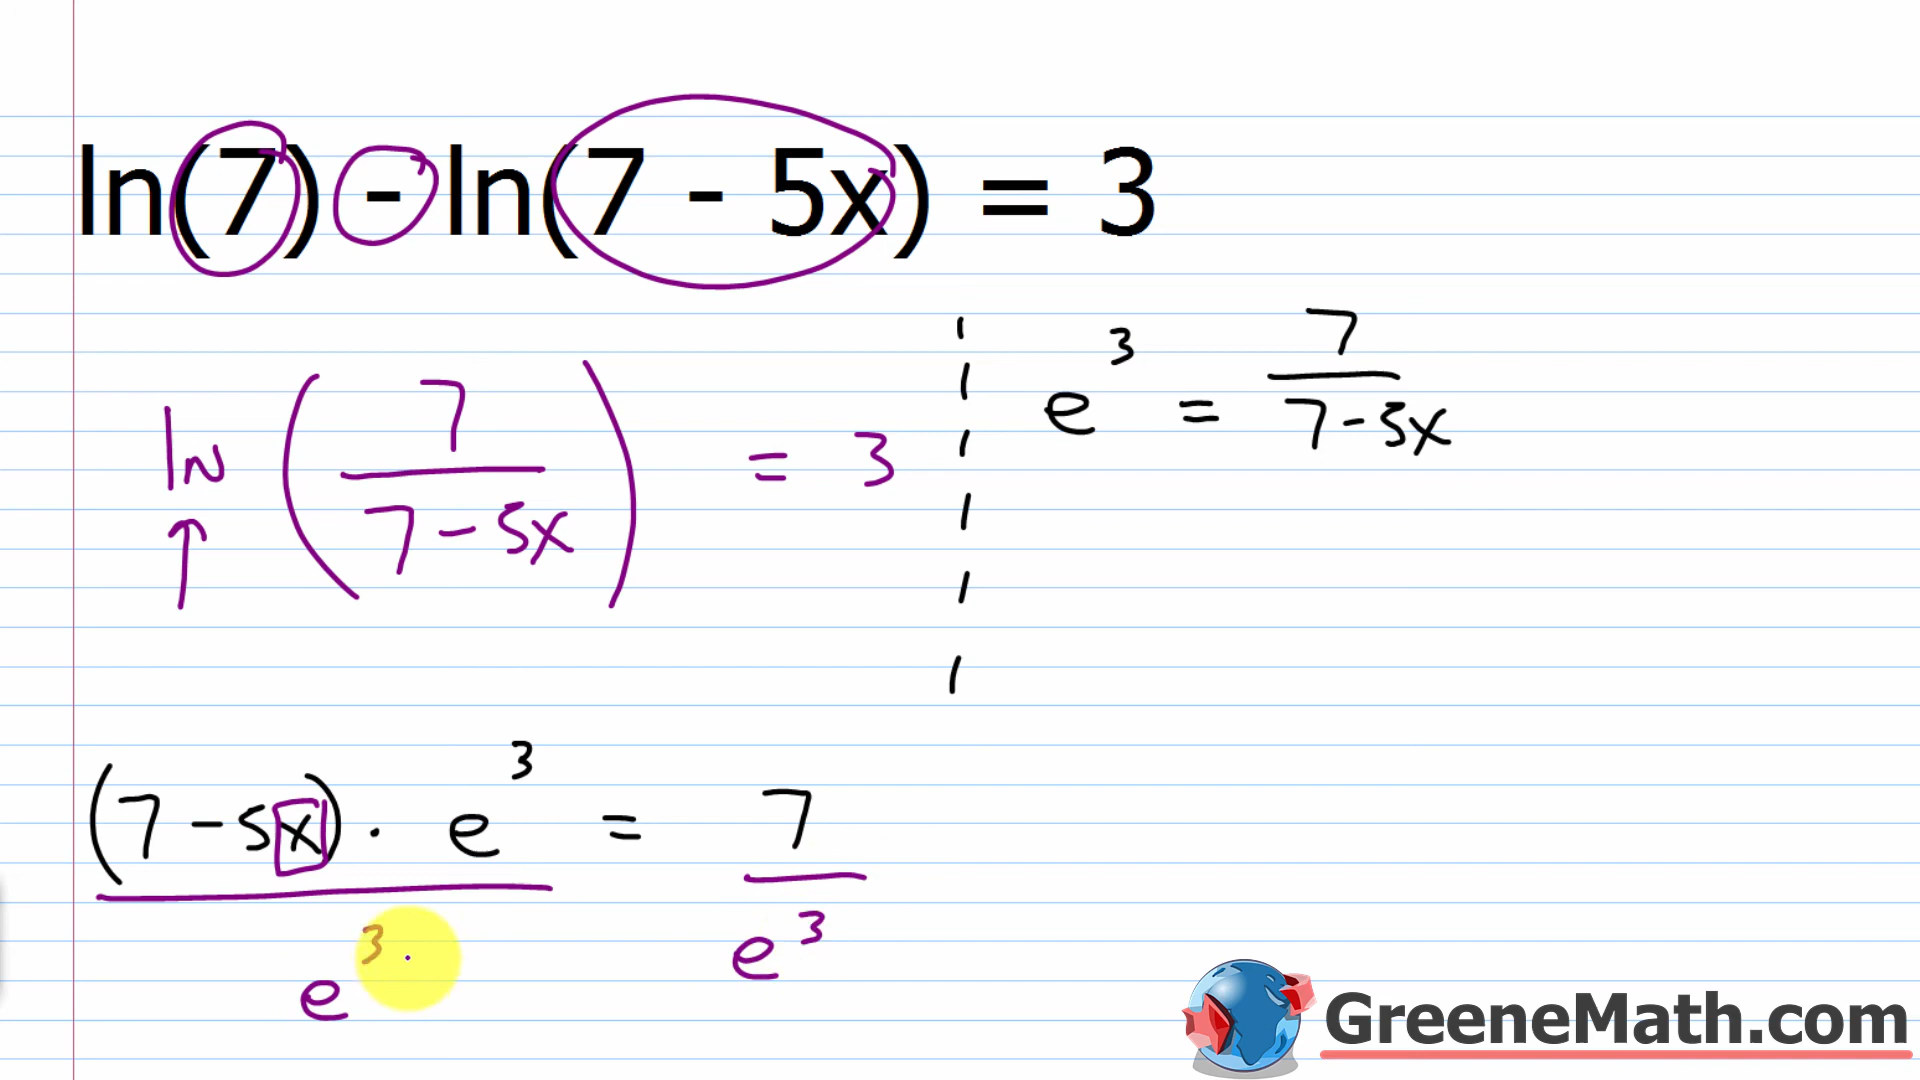 ln(7) - ln(7 - 5x) = 3
ln (7/(7-5x)) = 3
e^3 = 7/(7-5x)
(7-5x) · e^3 / e^3 = 7 / e^3
GreeneMath.com